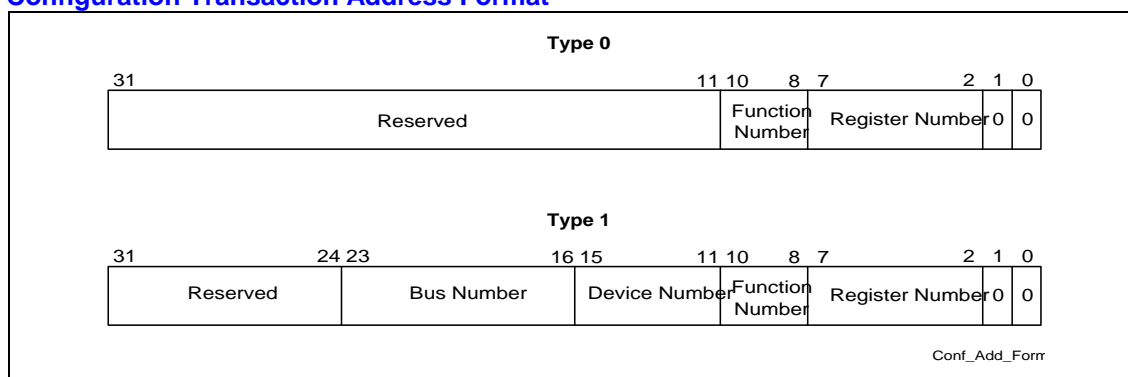 Configuration Transaction Address Format
Type 0
31 11 10 8 7 2 1 0
Reserved Function Number Register Number 0 0
Type 1
31 24 23 16 15 11 10 8 7 2 1 0
Reserved Bus Number Device Number Function Number Register Number 0 0
Conf_Add_Form